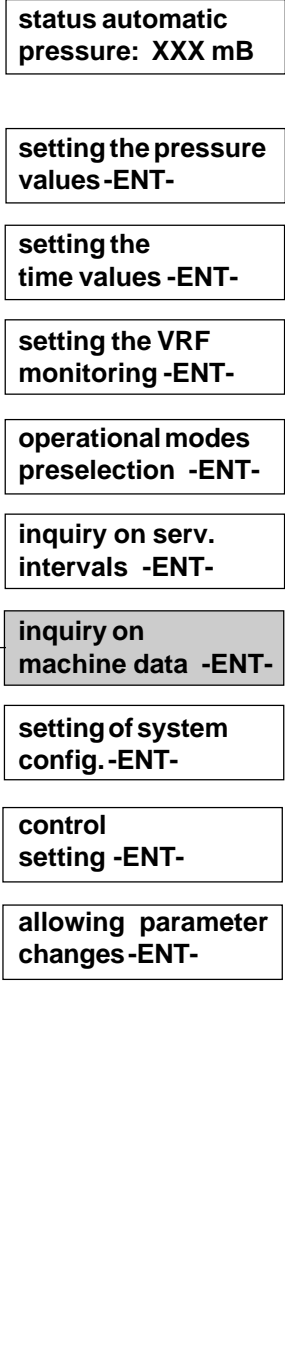 status automatic
pressure: XXX mB
setting the pressure
values -ENT-
setting the
time values -ENT-
setting the VRF
monitoring -ENT-
operational modes
preselection -ENT-
inquiry on serv.
intervals -ENT-
inquiry on
machine data -ENT-
setting of system
config. -ENT-
control
setting -ENT-
allowing parameter
changes -ENT-